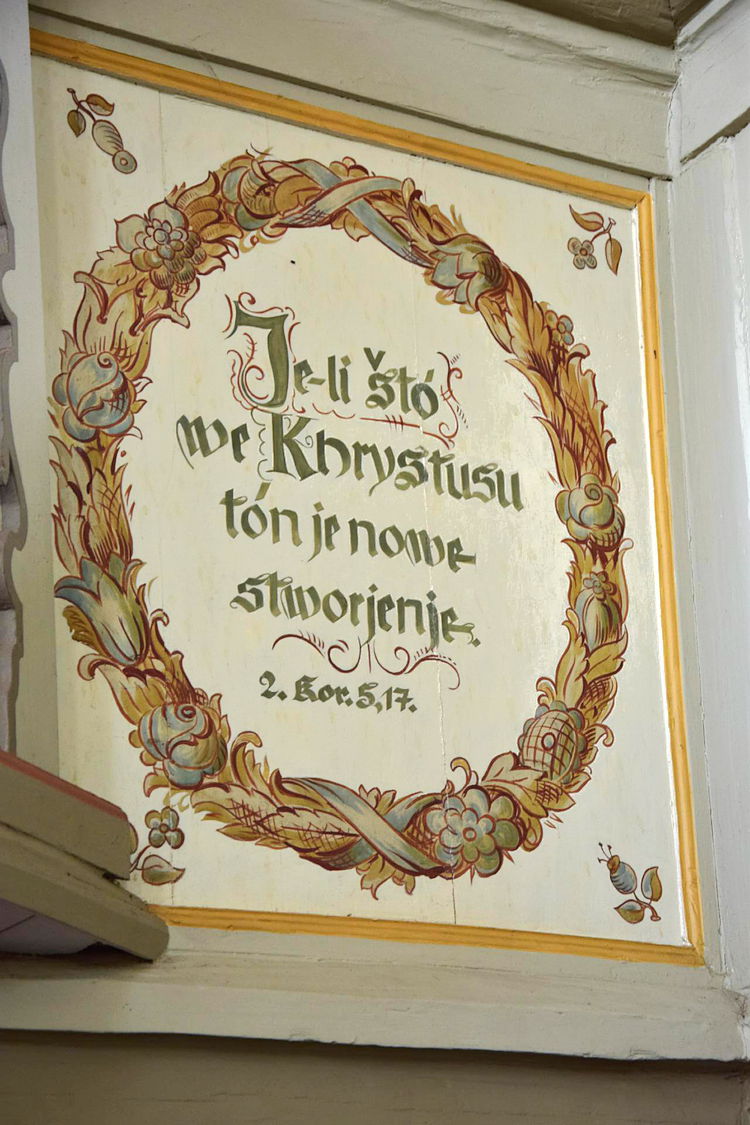 Je-li štó
we Khrystusu
tón je nowe
stworjenje.
2. Kor. 5, 17.